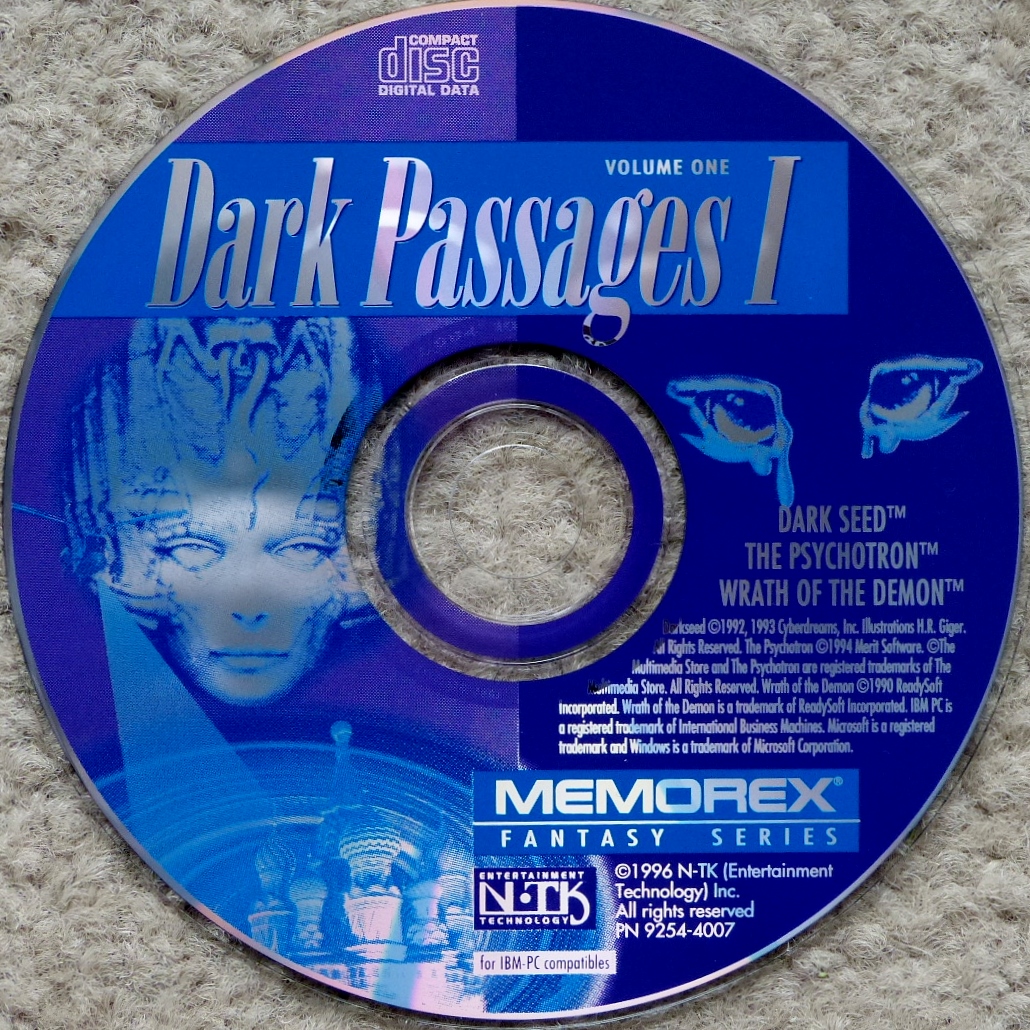 COMPACT
disc
DIGITAL DATA
VOLUME ONE
Dark Passages I
DARK SEED™
THE PSYCHOTRON™
WRATH OF THE DEMON™
Darkseed ©1992, 1993 Cyberdreams, Inc. Illustrations H.R. Giger.
All Rights Reserved. The Psychotron ©1994 Merit Software. ©The
Multimedia Store and The Psychotron are registered trademarks of The
Multimedia Store. All Rights Reserved. Wrath of the Demon ©1990 ReadySoft
Incorporated. Wrath of the Demon is a trademark of ReadySoft Incorporated. IBM PC is
a registered trademark of International Business Machines. Microsoft is a registered
trademark and Windows is a trademark of Microsoft Corporation.
MEMOREX®
FANTASY SERIES
ENTERTAINMENT
N·TK
TECHNOLOGY
©1996 N-TK (Entertainment
Technology) Inc.
All rights reserved
PN 9254-4007
for IBM-PC compatibles